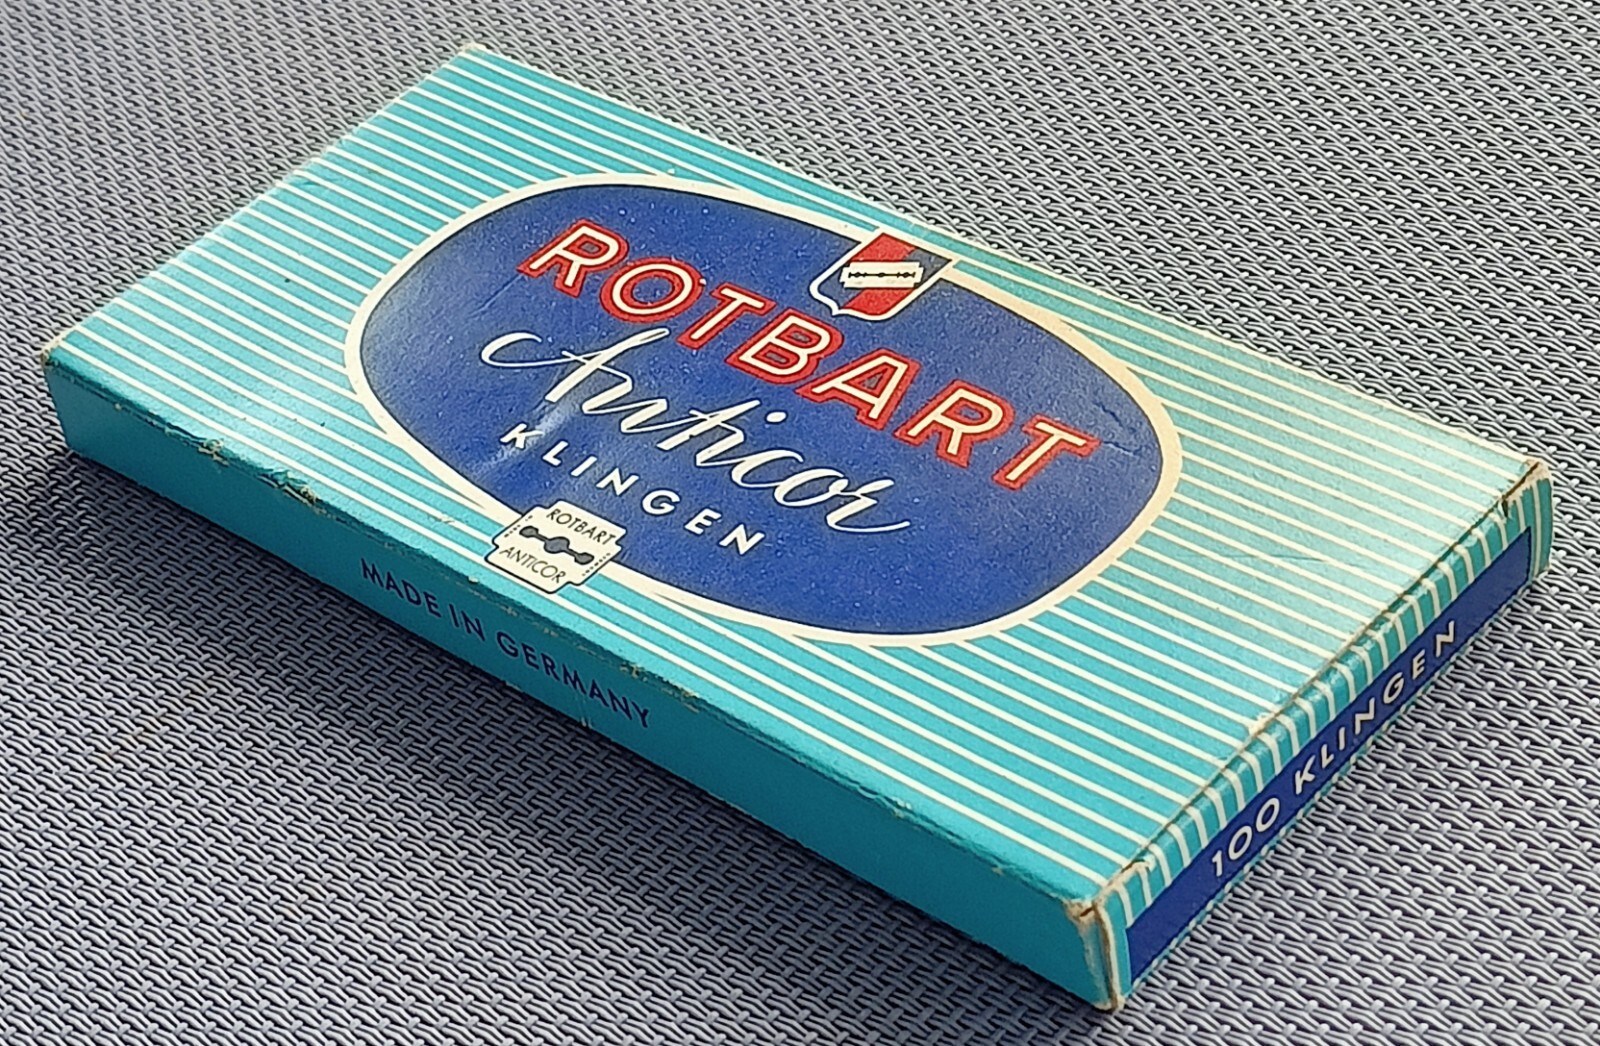 ROTBART
Anticor
KLINGEN
ROTBART
ANTICOR
MADE IN GERMANY
100 KLINGEN